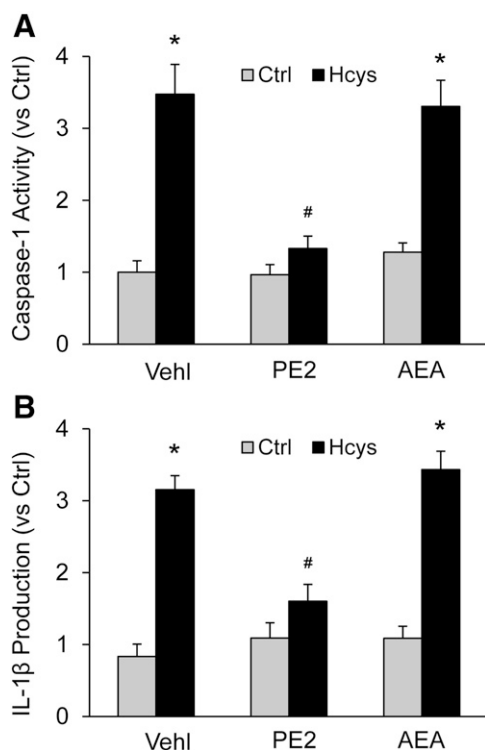 A
Caspase-1 Activity (vs Ctrl)
4
3
2
1
0
Ctrl Hcys
*
#
*
Vehl PE2 AEA
B
IL-1β Production (vs Ctrl)
4
3
2
1
0
Ctrl Hcys
*
#
*
Vehl PE2 AEA